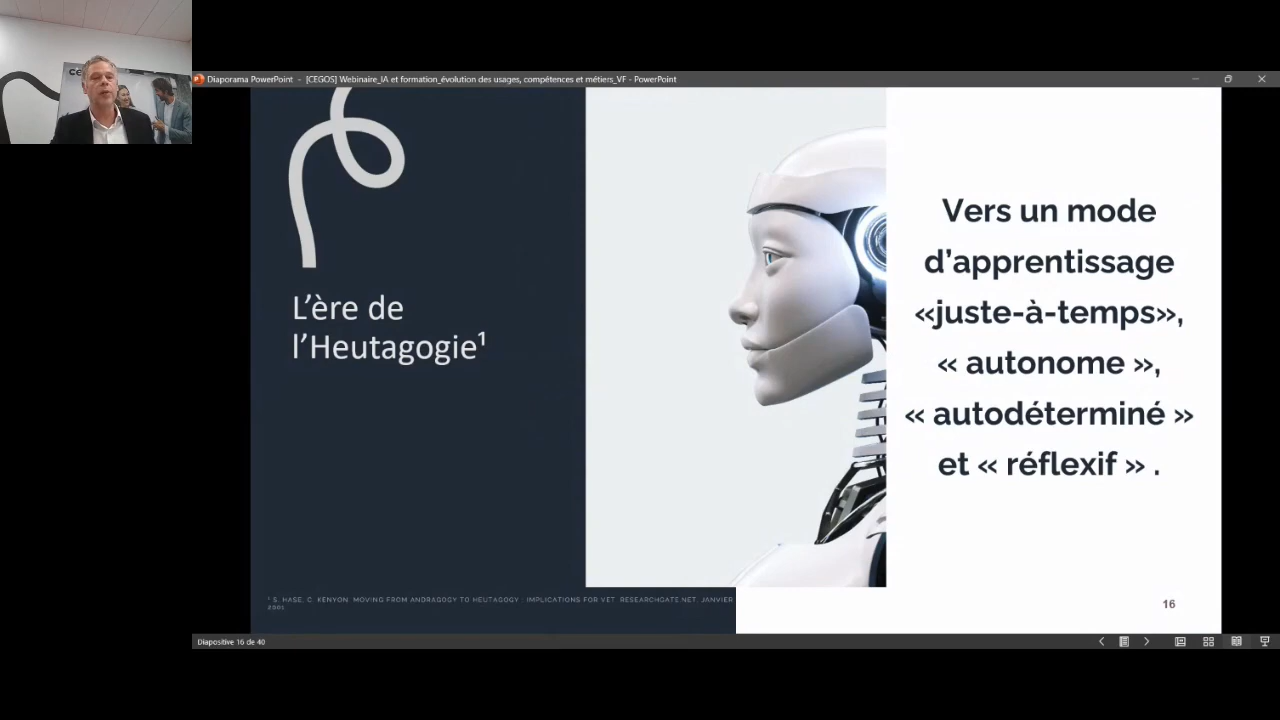 Diaporama PowerPoint - [CEGOS] Webinaire_IA et formation_évolution des usages, compétences et métiers_VF - PowerPoint
L'ère de
l'Heutagogie¹
Vers un mode
d'apprentissage
«juste-à-temps»,
« autonome »,
« autodéterminé »
et « réflexif » .
¹ S. HASE, C. KENYON. MOVING FROM ANDRAGOGY TO HEUTAGOGY : IMPLICATIONS FOR VET. RESEARCHGATE.NET. JANVIER
2001
16
Diapositive 16 de 40